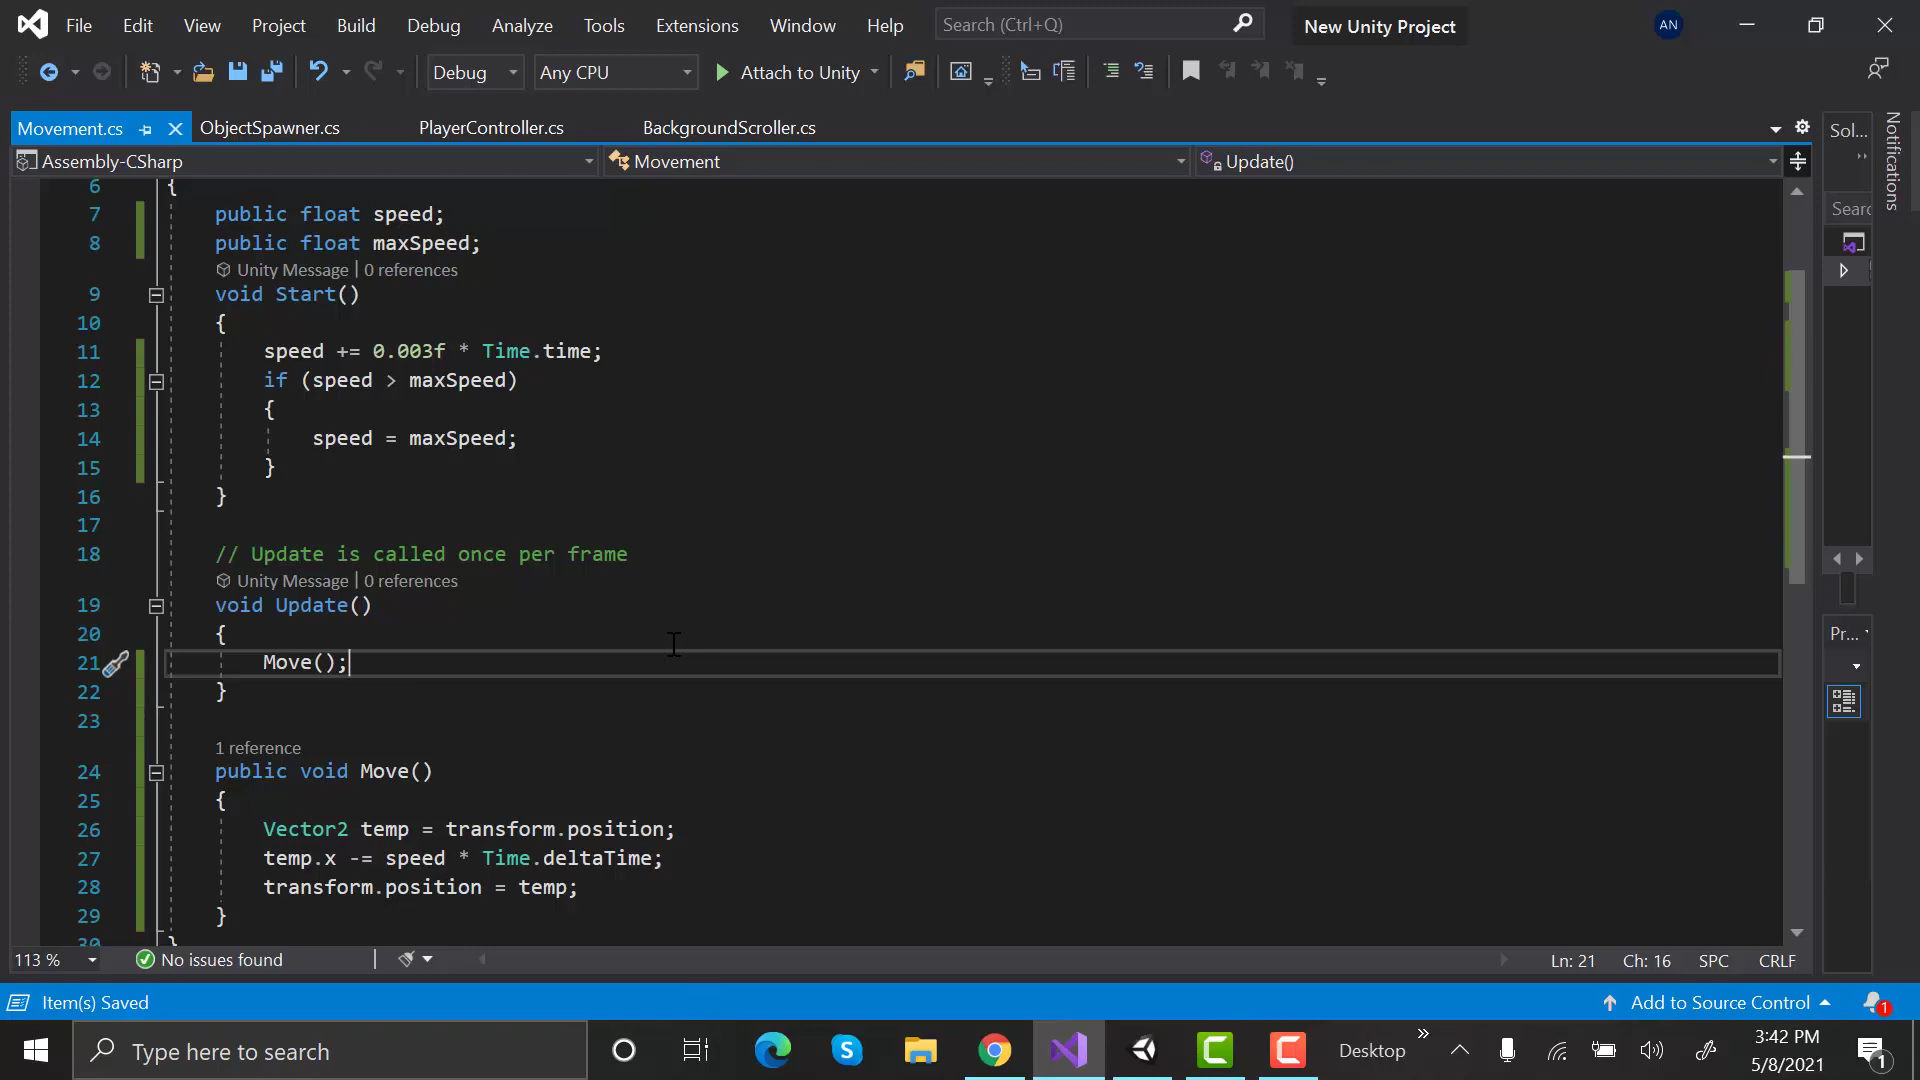 File Edit View Project Build Debug Analyze Tools Extensions Window Help Search (Ctrl+Q) New Unity Project AN
Debug Any CPU Attach to Unity
Movement.cs ObjectSpawner.cs PlayerController.cs BackgroundScroller.cs
Assembly-CSharp Movement Update()
Sol...
Notifications
Searc
6 {
7 public float speed;
8 public float maxSpeed;
Unity Message | 0 references
9 void Start()
10 {
11 speed += 0.003f * Time.time;
12 if (speed > maxSpeed)
13 {
14 speed = maxSpeed;
15 }
16 }
17
18 // Update is called once per frame
Unity Message | 0 references
19 void Update()
20 {
21 Move();
22 }
23
1 reference
24 public void Move()
25 {
26 Vector2 temp = transform.position;
27 temp.x -= speed * Time.deltaTime;
28 transform.position = temp;
29 }
30 }
Pr...
113 % No issues found Ln: 21 Ch: 16 SPC CRLF
Item(s) Saved Add to Source Control 1
Type here to search Desktop 3:42 PM
5/8/2021 1